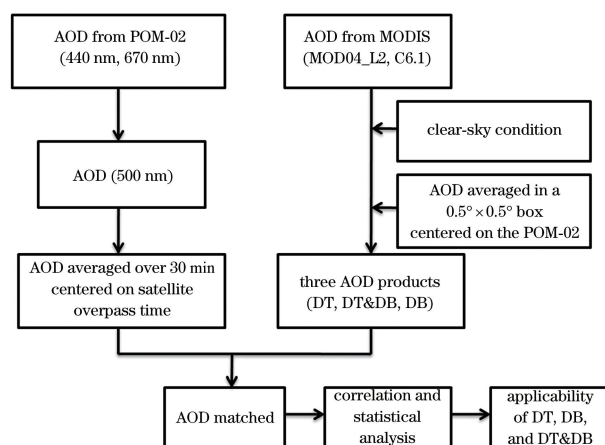 AOD from POM-02
(440 nm, 670 nm)
AOD from MODIS
(MOD04_L2, C6.1)
clear-sky condition
AOD (500 nm)
AOD averaged in a
0.5°×0.5° box
centered on the POM-02
AOD averaged over 30 min
centered on satellite
overpass time
three AOD products
(DT, DT&DB, DB)
AOD matched
correlation and
statistical
analysis
applicability
of DT, DB,
and DT&DB